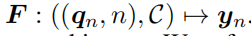 F : ((qₙ, n), 𝒞) ↦ yₙ.